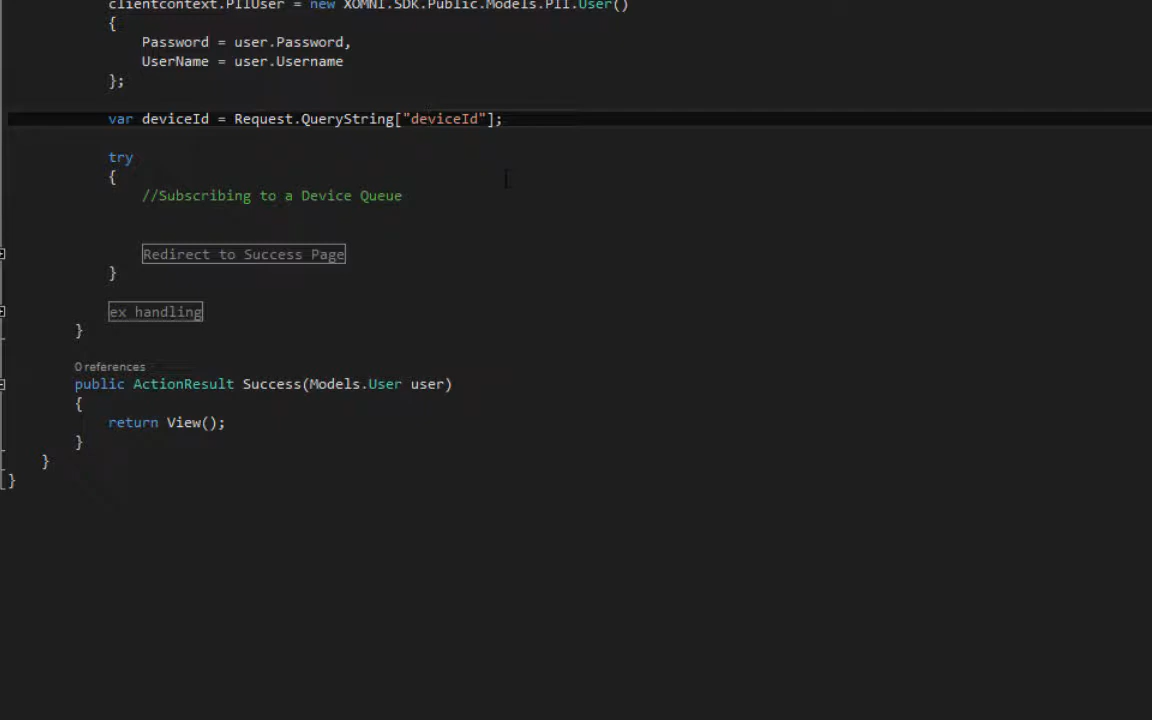 clientcontext.PIIUser = new XOMNI.SDK.Public.Models.PII.User()
{
Password = user.Password,
UserName = user.Username
};
var deviceId = Request.QueryString["deviceId"];
try
{
//Subscribing to a Device Queue
Redirect to Success Page
}
ex handling
}
0 references
public ActionResult Success(Models.User user)
{
return View();
}
}
}